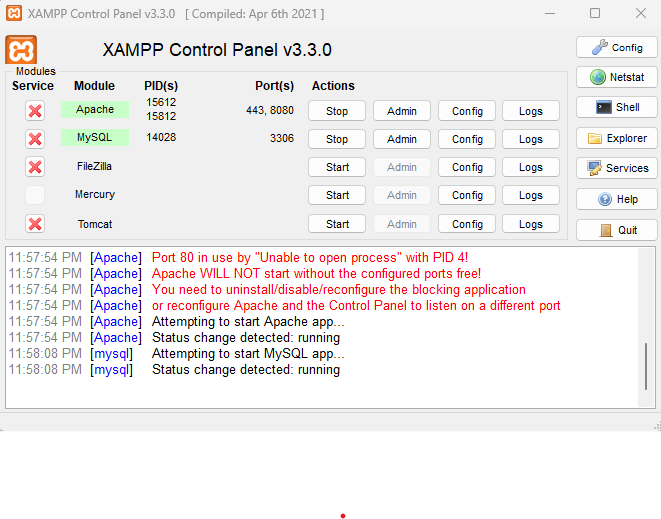 XAMPP Control Panel v3.3.0 [ Compiled: Apr 6th 2021 ]
XAMPP Control Panel v3.3.0
Config
Modules
Service Module PID(s) Port(s) Actions
Netstat
Apache 15612 15812 443, 8080 Stop Admin Config Logs
Shell
MySQL 14028 3306 Stop Admin Config Logs
Explorer
FileZilla Start Admin Config Logs
Services
Mercury Start Admin Config Logs
Help
Tomcat Start Admin Config Logs
Quit
11:57:54 PM [Apache] Port 80 in use by "Unable to open process" with PID 4!
11:57:54 PM [Apache] Apache WILL NOT start without the configured ports free!
11:57:54 PM [Apache] You need to uninstall/disable/reconfigure the blocking application
11:57:54 PM [Apache] or reconfigure Apache and the Control Panel to listen on a different port
11:57:54 PM [Apache] Attempting to start Apache app...
11:57:54 PM [Apache] Status change detected: running
11:58:08 PM [mysql] Attempting to start MySQL app...
11:58:08 PM [mysql] Status change detected: running